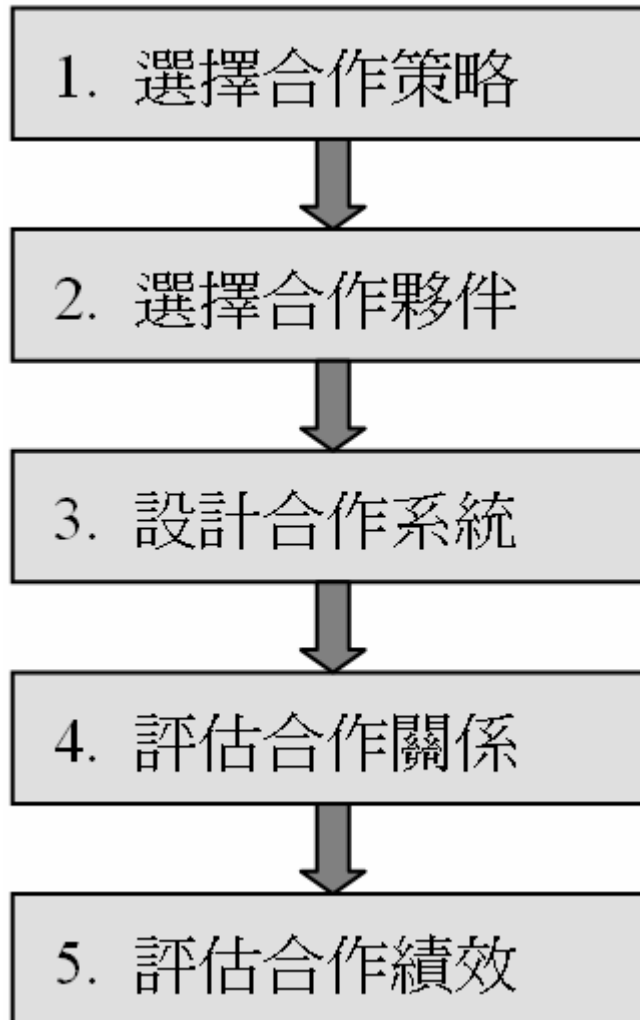 1. 選擇合作策略
2. 選擇合作夥伴
3. 設計合作系統
4. 評估合作關係
5. 評估合作績效